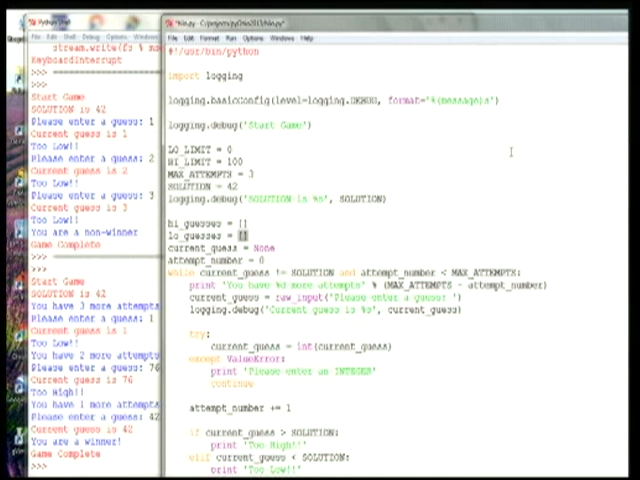 Python Shell
File Edit Shell Debug Options
stream.write(fs %
KeyboardInterrupt
>>>
>>>
Start Game
SOLUTION is 42
Please enter a guess: 1
Current guess is 1
Too Low!!
Please enter a guess: 2
Current guess is 2
Too Low!!
Please enter a guess: 3
Current guess is 3
Too Low!!
You are a non-winner
Game Complete
>>>
>>>
Start Game
SOLUTION is 42
You have 3 more attempts
Please enter a guess: 1
Current guess is 1
Too Low!!
You have 2 more attempts
Please enter a guess: 76
Current guess is 76
Too High!!
You have 1 more attempts
Please enter a guess: 42
Current guess is 42
You are a winner!
Game Complete
>>>
File Edit Format Run Options Windows Help
#!/usr/bin/python
import logging
logging.basicConfig(level=logging.DEBUG, format='%(message)s')
logging.debug('Start Game')
LO_LIMIT = 0
HI_LIMIT = 100
MAX_ATTEMPTS = 3
SOLUTION = 42
logging.debug('SOLUTION is %s', SOLUTION)
hi_guesses = []
lo_guesses = []
current_guess = None
attempt_number = 0
while current_guess != SOLUTION and attempt_number < MAX_ATTEMPTS:
print 'You have %d more attempts' % (MAX_ATTEMPTS - attempt_number)
current_guess = raw_input('Please enter a guess: ')
logging.debug('Current guess is %s', current_guess)
try:
current_guess = int(current_guess)
except ValueError:
print 'Please enter an INTEGER'
continue
attempt_number += 1
if current_guess > SOLUTION:
print 'Too High!!'
elif current_guess < SOLUTION:
print 'Too Low!!'